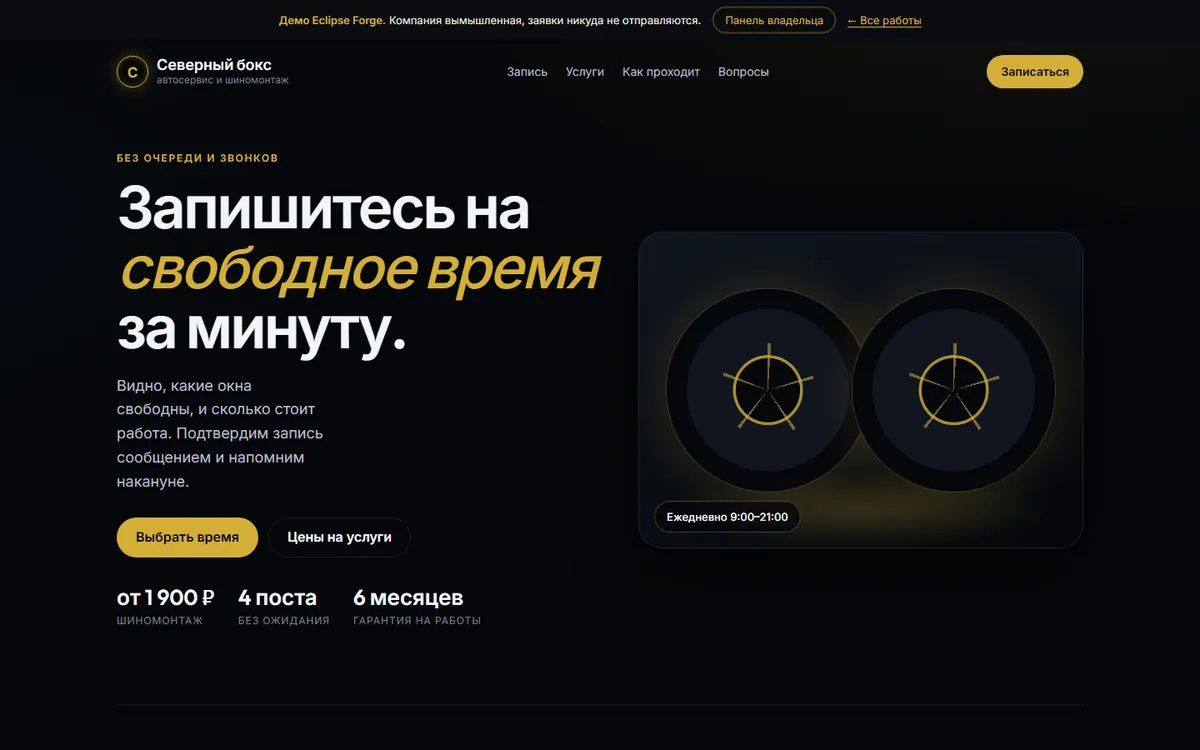 Демо Eclipse Forge. Компания вымышленная, заявки никуда не отправляются. Панель владельца ← Все работы
С Северный бокс
автосервис и шиномонтаж
Запись Услуги Как проходит Вопросы
Записаться
БЕЗ ОЧЕРЕДИ И ЗВОНКОВ
Запишитесь на
свободное время
за минуту.
Видно, какие окна
свободны, и сколько стоит
работа. Подтвердим запись
сообщением и напомним
накануне.
Выбрать время Цены на услуги
от 1 900 ₽ 4 поста 6 месяцев
ШИНОМОНТАЖ БЕЗ ОЖИДАНИЯ ГАРАНТИЯ НА РАБОТЫ
Ежедневно 9:00–21:00